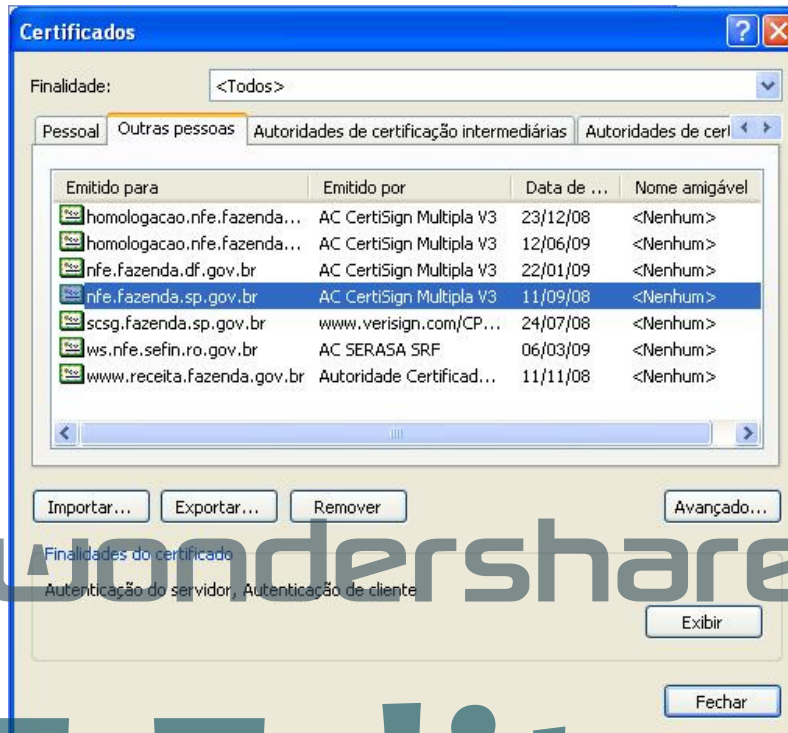 Certificados
Finalidade: <Todos>
Pessoal Outras pessoas Autoridades de certificação intermediárias Autoridades de cer
Emitido para Emitido por Data de ... Nome amigável
homologacao.nfe.fazenda... AC CertiSign Multipla V3 23/12/08 <Nenhum>
homologacao.nfe.fazenda... AC CertiSign Multipla V3 12/06/09 <Nenhum>
nfe.fazenda.df.gov.br AC CertiSign Multipla V3 22/01/09 <Nenhum>
nfe.fazenda.sp.gov.br AC CertiSign Multipla V3 11/09/08 <Nenhum>
scsg.fazenda.sp.gov.br www.verisign.com/CP... 24/07/08 <Nenhum>
ws.nfe.sefin.ro.gov.br AC SERASA SRF 06/03/09 <Nenhum>
www.receita.fazenda.gov.br Autoridade Certificad... 11/11/08 <Nenhum>
Importar... Exportar... Remover Avançado...
wondershare
Finalidades do certificado
Autenticação do servidor, Autenticação de cliente
Exibir
Fechar